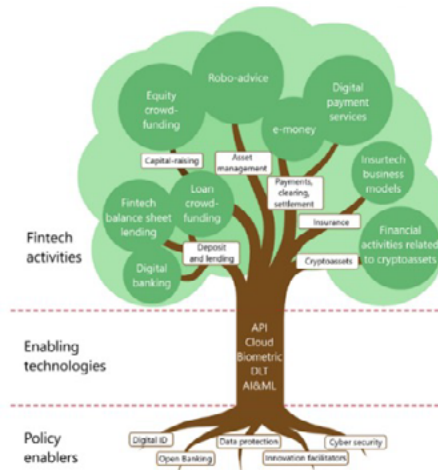 Robo-advice
Digital
payment
services
Equity
crowd-
funding
e-money
Capital-raising
Asset
management
Payments,
clearing,
settlement
Insurtech
business
models
Loan
crowd-
funding
Fintech
balance sheet
lending
Insurance
Financial
activities related
to cryptoassets
Fintech
activities
Deposit
and lending
Cryptoassets
Digital
banking
Enabling
technologies
API
Cloud
Biometric
DLT
AI&ML
Policy
enablers
Digital ID
Data protection
Cyber security
Open Banking
Innovation facilitators